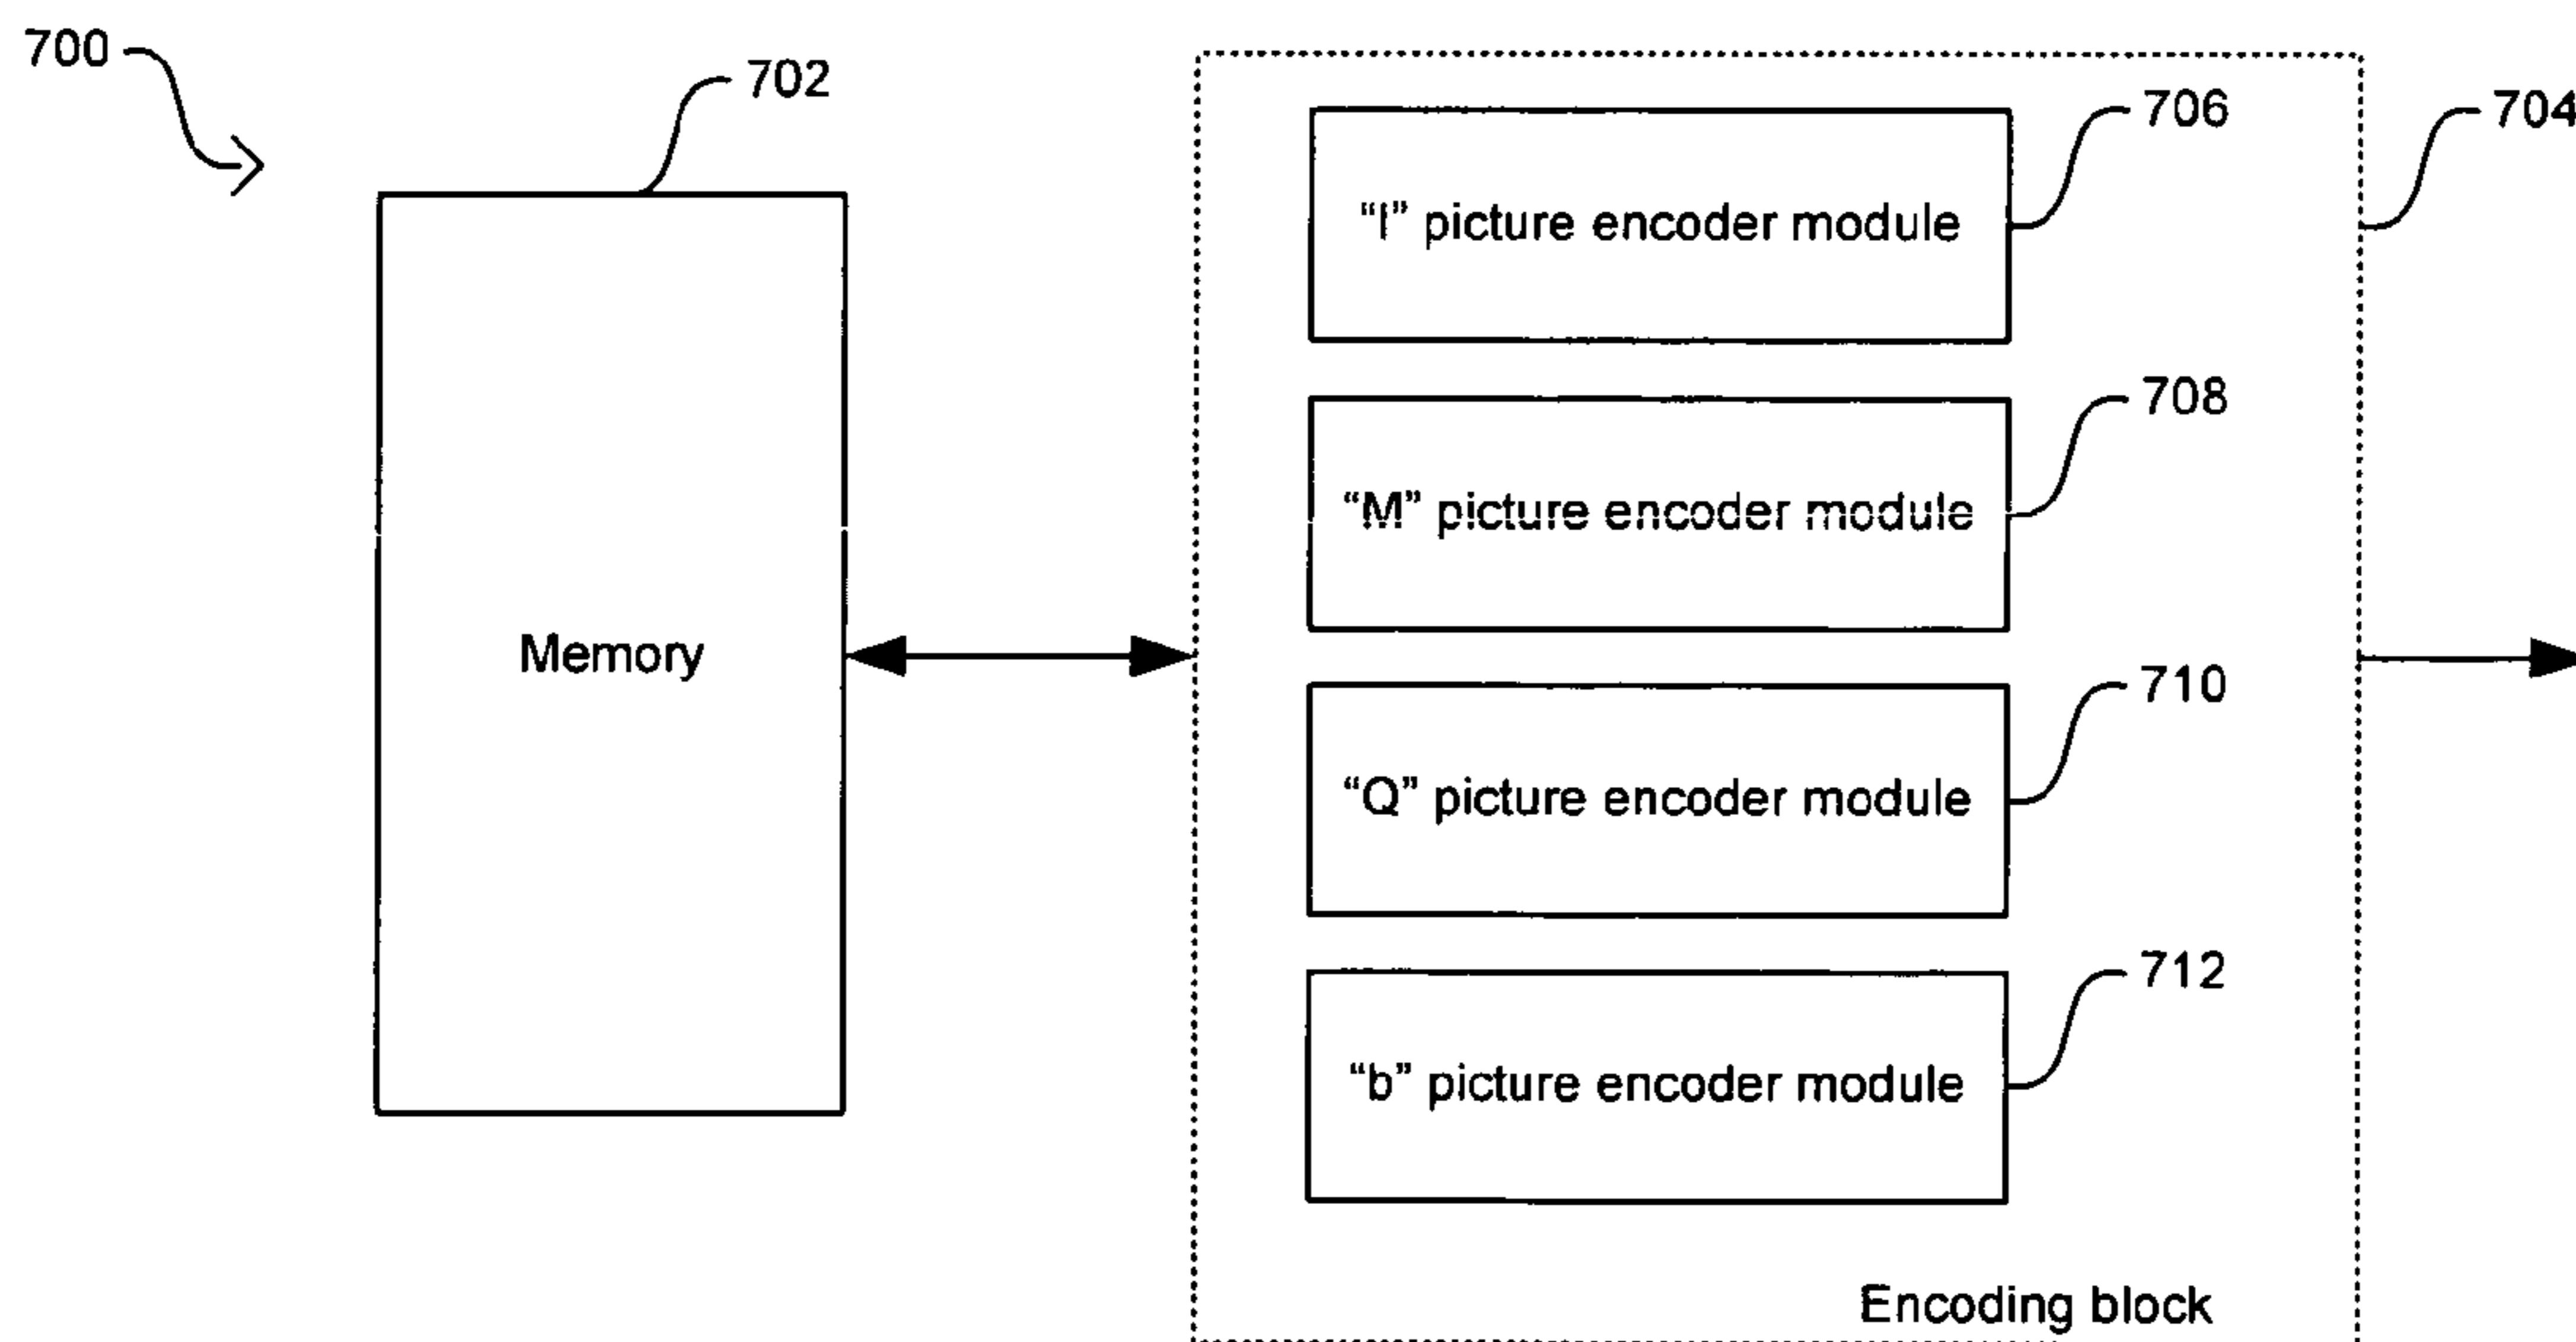 700
702
706
704
“I” picture encoder module
708
“M” picture encoder module
Memory
710
“Q” picture encoder module
712
“b” picture encoder module
Encoding block